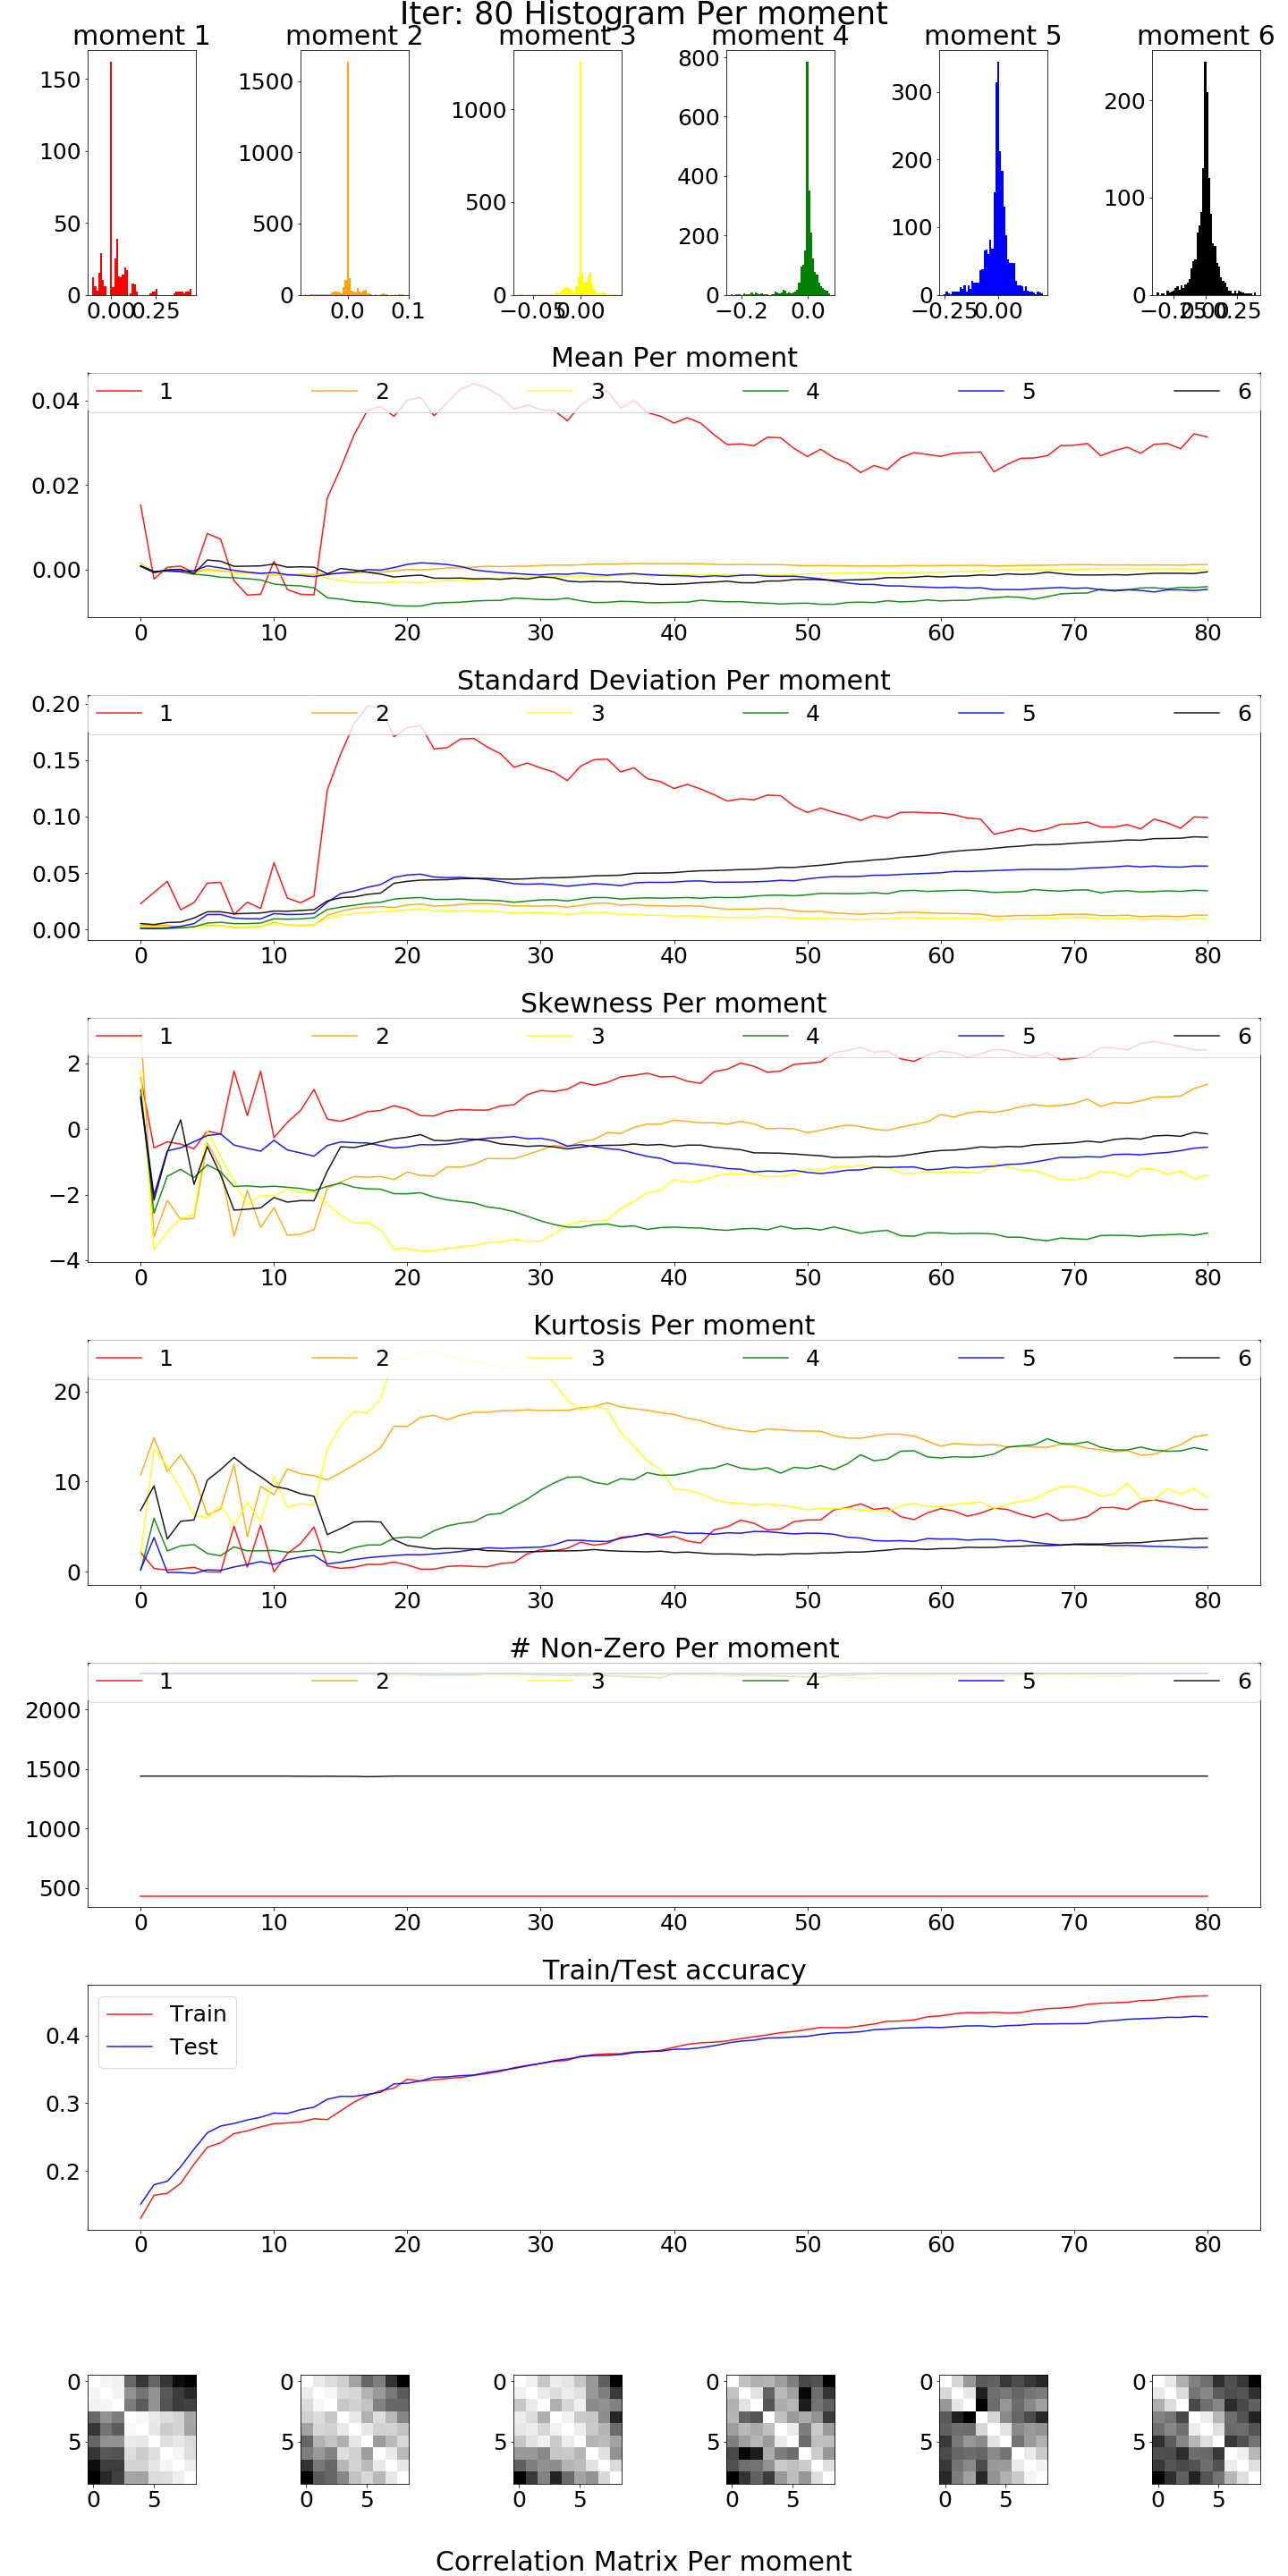 Iter: 80 Histogram Per moment
moment 1 moment 2 moment 3 moment 4 moment 5 moment 6
150 100 50 0
0.00 0.25
1500 1000 500 0
0.0 0.1
1000 500 0
−0.05 0.00
800 600 400 200 0
−0.2 0.0
300 200 100 0
−0.25 0.00
200 100 0
−0.25 0.00 0.25
Mean Per moment
1 2 3 4 5 6
0.04
0.02
0.00
0 10 20 30 40 50 60 70 80
Standard Deviation Per moment
1 2 3 4 5 6
0.20
0.15
0.10
0.05
0.00
0 10 20 30 40 50 60 70 80
Skewness Per moment
1 2 3 4 5 6
2
0
−2
−4
0 10 20 30 40 50 60 70 80
Kurtosis Per moment
1 2 3 4 5 6
20
10
0
0 10 20 30 40 50 60 70 80
# Non-Zero Per moment
1 2 3 4 5 6
2000
1500
1000
500
0 10 20 30 40 50 60 70 80
Train/Test accuracy
Train
Test
0.4
0.3
0.2
0 10 20 30 40 50 60 70 80
0 0 0 0 0 0
5 5 5 5 5 5
0 5 0 5 0 5 0 5 0 5 0 5
Correlation Matrix Per moment